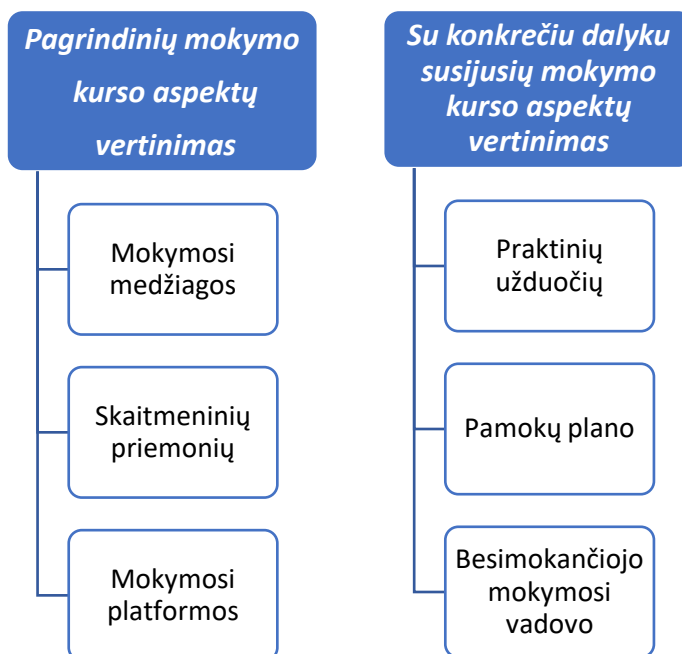 Pagrindinių mokymo
kurso aspektų
vertinimas
Mokymosi
medžiagos
Skaitmeninių
priemonių
Mokymosi
platformos
Su konkrečiu dalyku
susijusių mokymo
kurso aspektų
vertinimas
Praktinių
užduočių
Pamokų plano
Besimokančiojo
mokymosi
vadovo